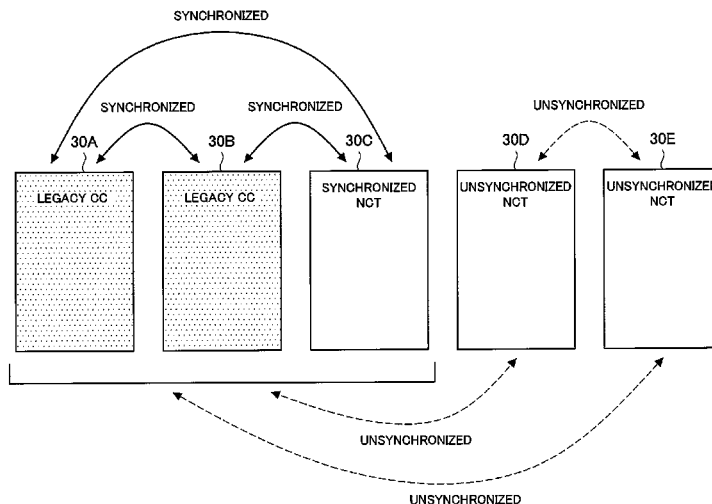 SYNCHRONIZED
SYNCHRONIZED
SYNCHRONIZED
UNSYNCHRONIZED
30A
30B
30C
30D
30E
LEGACY CC
LEGACY CC
SYNCHRONIZED
NCT
UNSYNCHRONIZED
NCT
UNSYNCHRONIZED
NCT
UNSYNCHRONIZED
UNSYNCHRONIZED